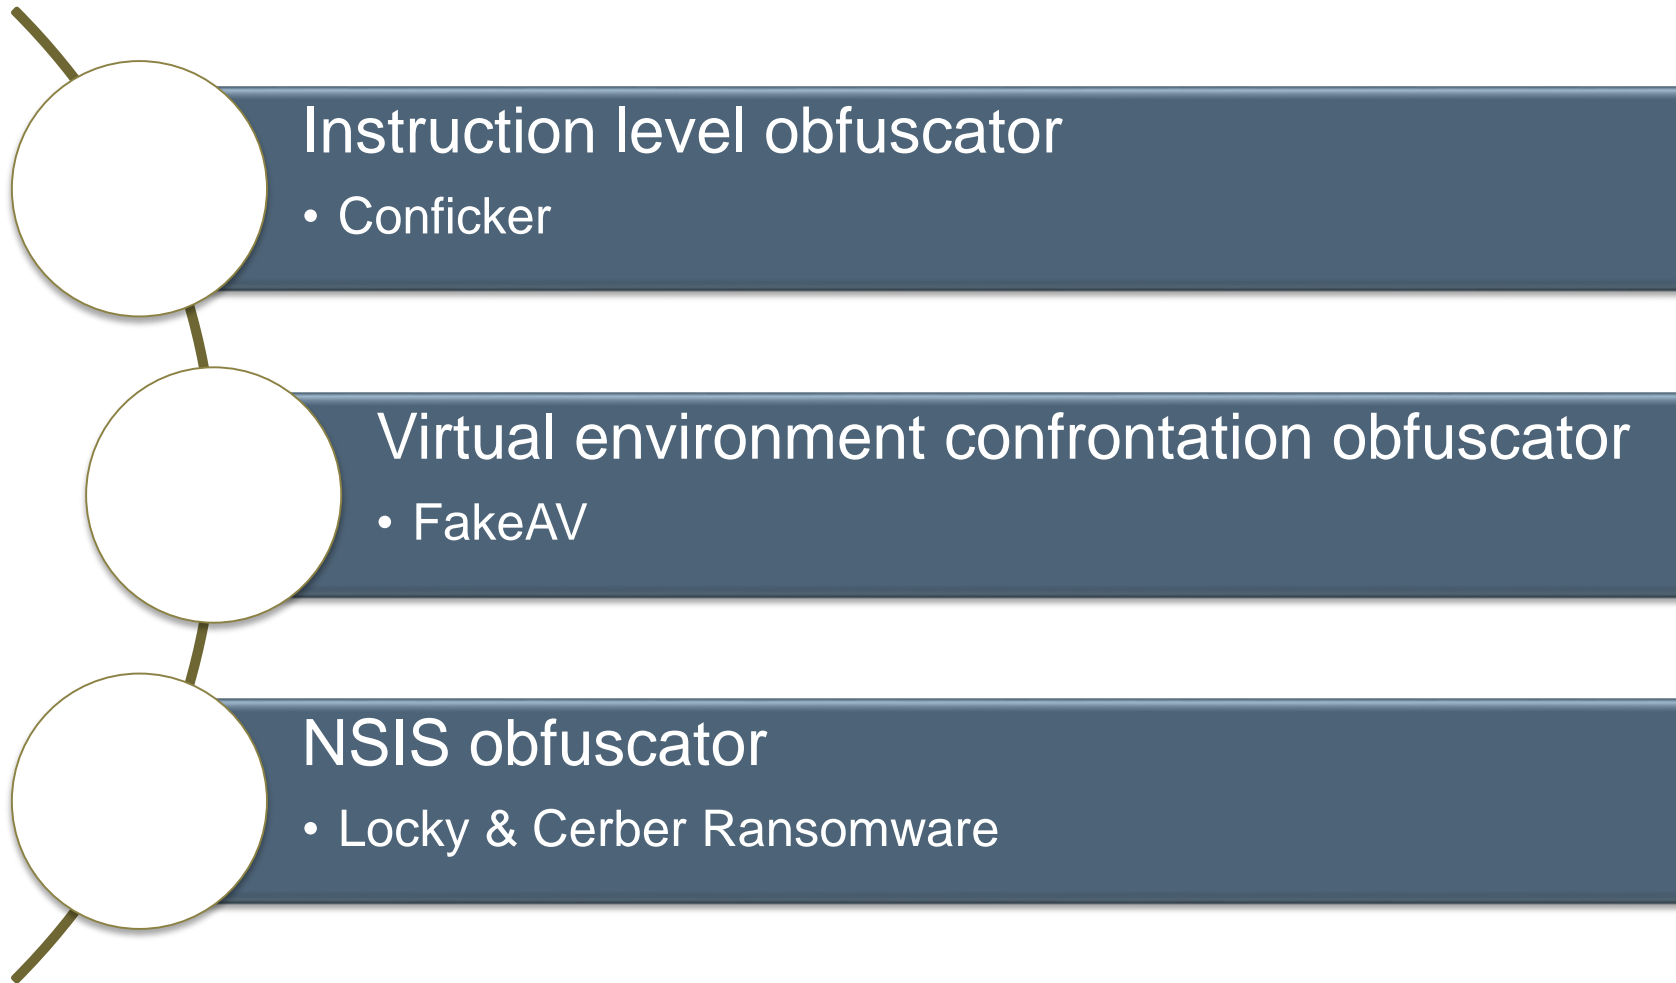 Instruction level obfuscator
• Conficker
Virtual environment confrontation obfuscator
• FakeAV
NSIS obfuscator
• Locky & Cerber Ransomware